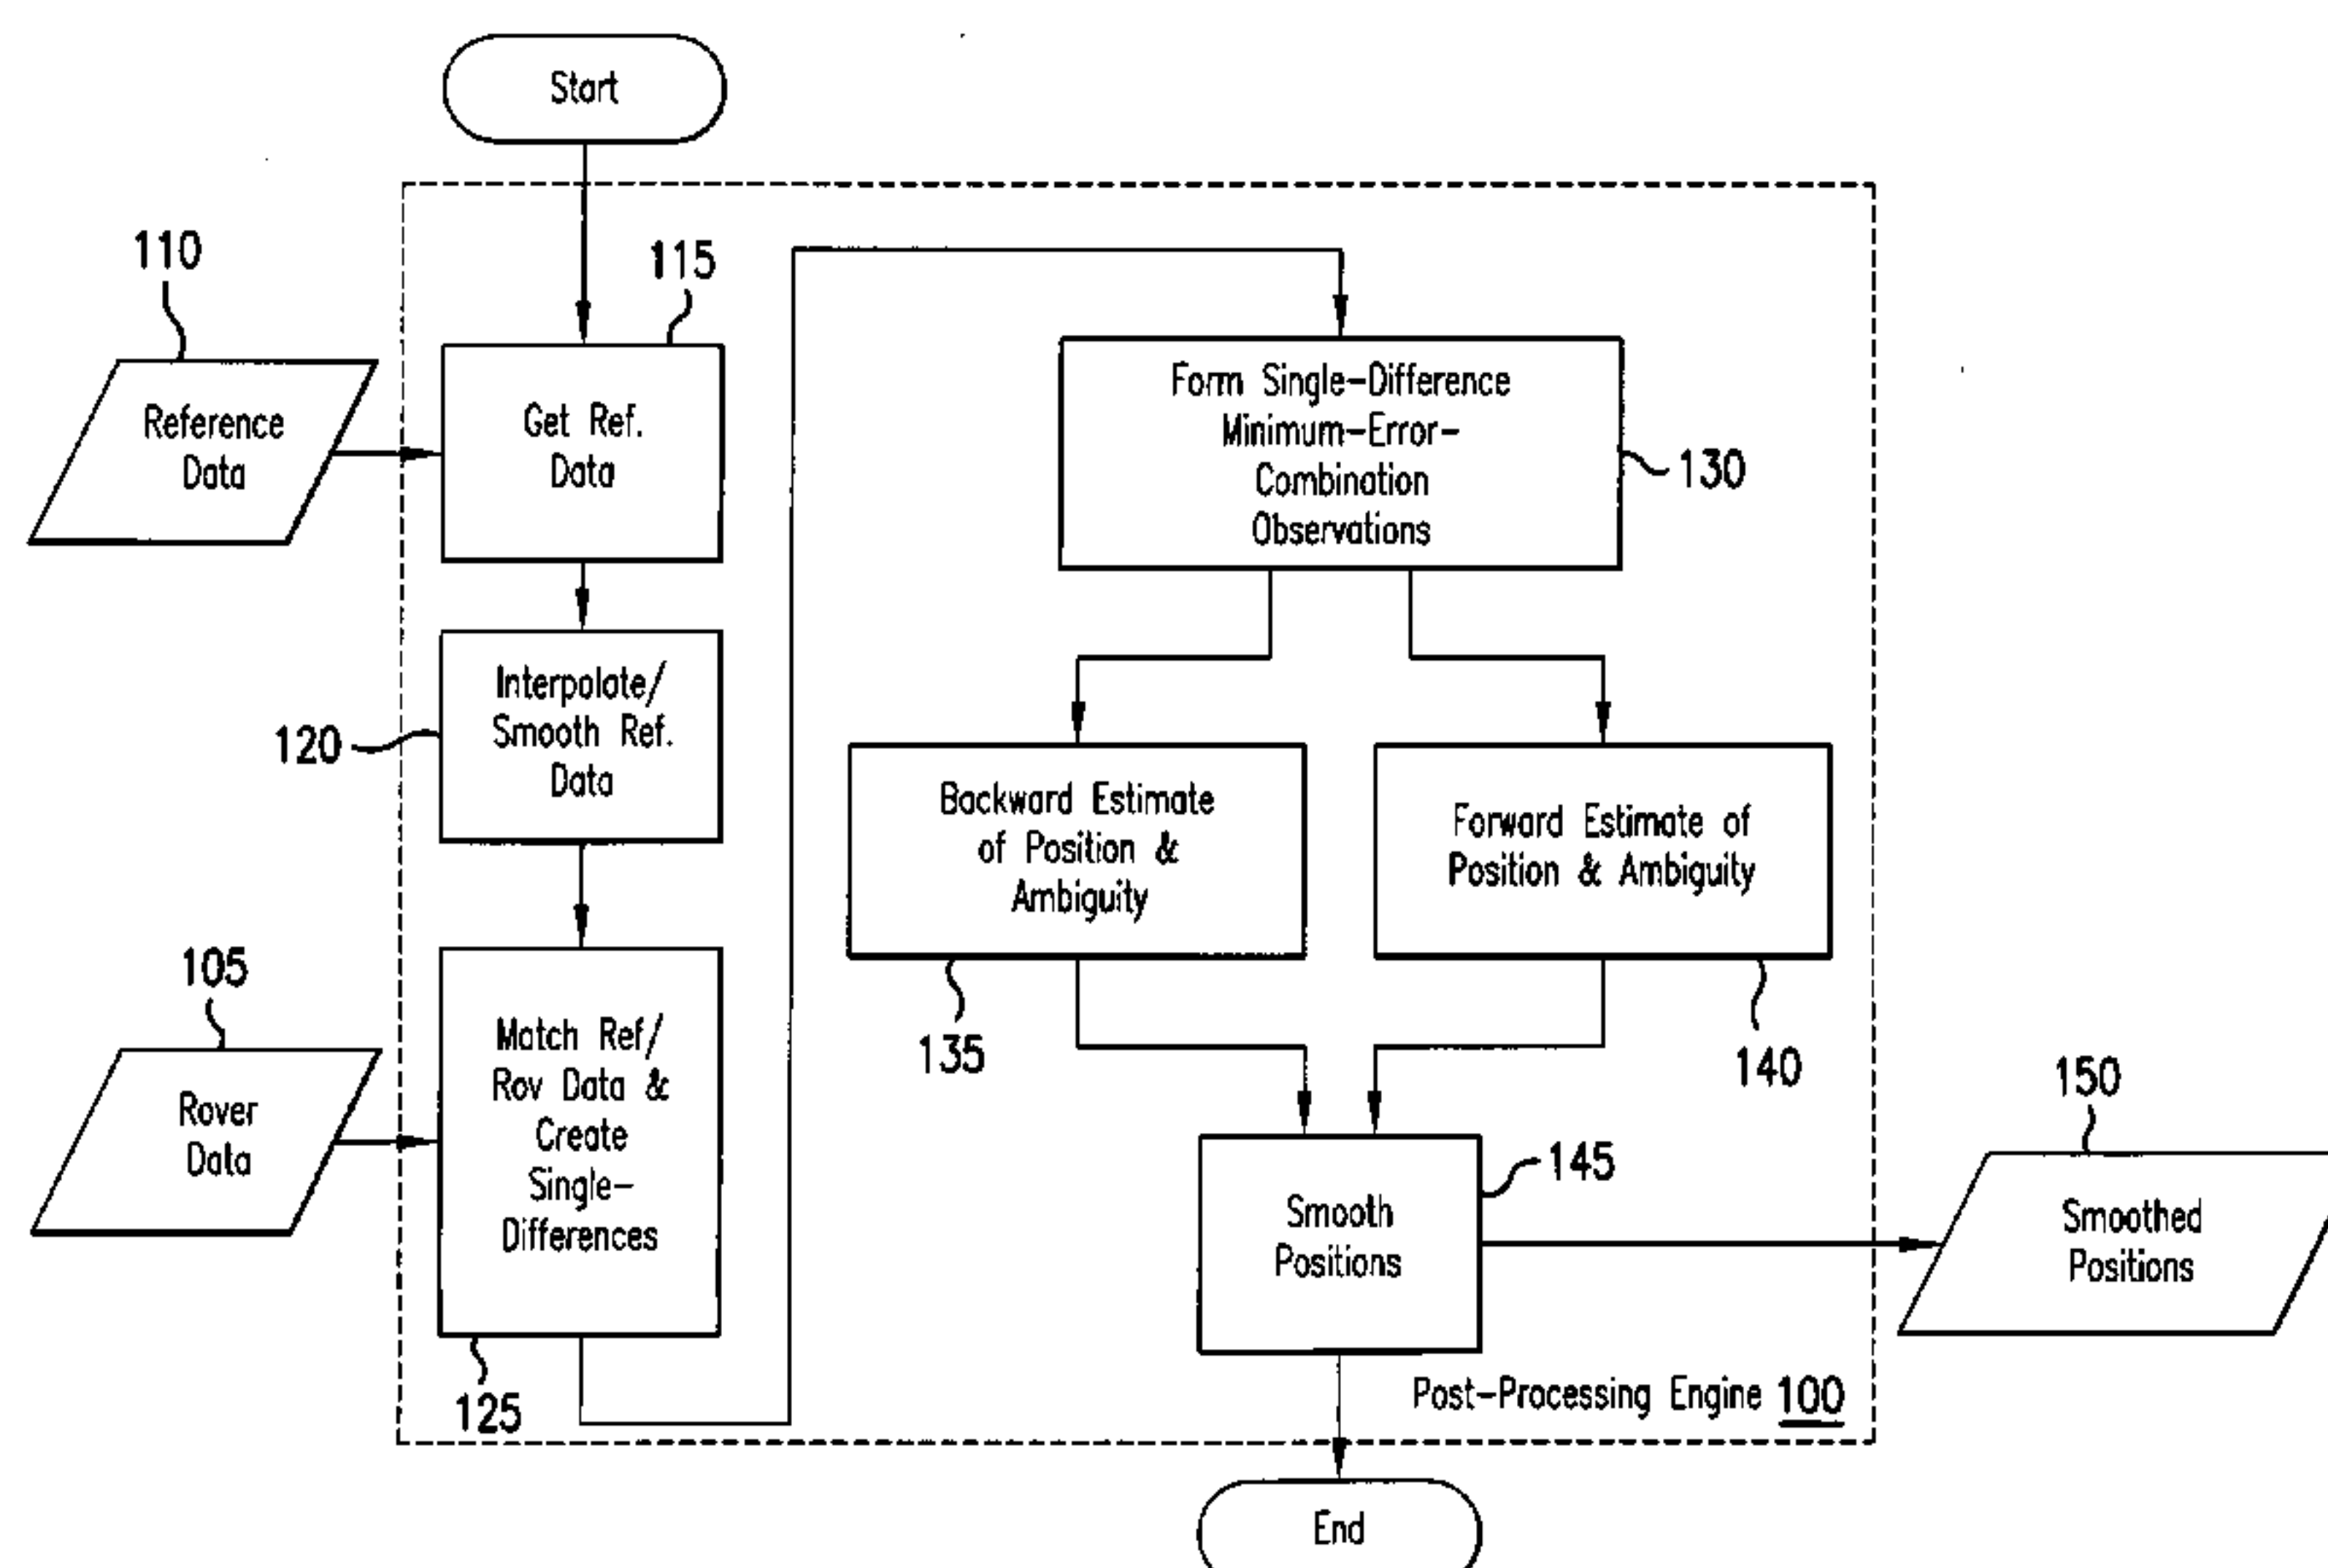 Start
110
Reference
Data
115
Get Ref.
Data
120
Interpolate/
Smooth Ref.
Data
105
Rover
Data
Match Ref/
Rov Data &
Create
Single-
Differences
125
Form Single-Difference
Minimum-Error-
Combination
Observations
130
Backward Estimate
of Position &
Ambiguity
135
Forward Estimate of
Position & Ambiguity
140
Smooth
Positions
145
150
Smoothed
Positions
Post-Processing Engine 100
End